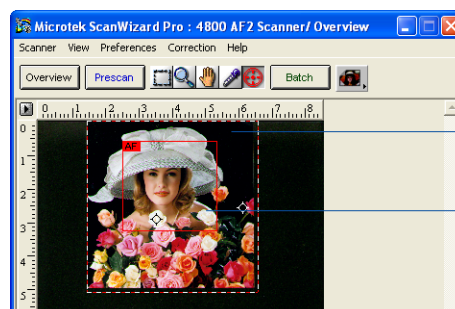 Microtek ScanWizard Pro : 4800 AF2 Scanner/ Overview
Scanner View Preferences Correction Help
Overview Prescan Batch
0 1 2 3 4 5 6 7 8
0
AF
1
2
3
4
5